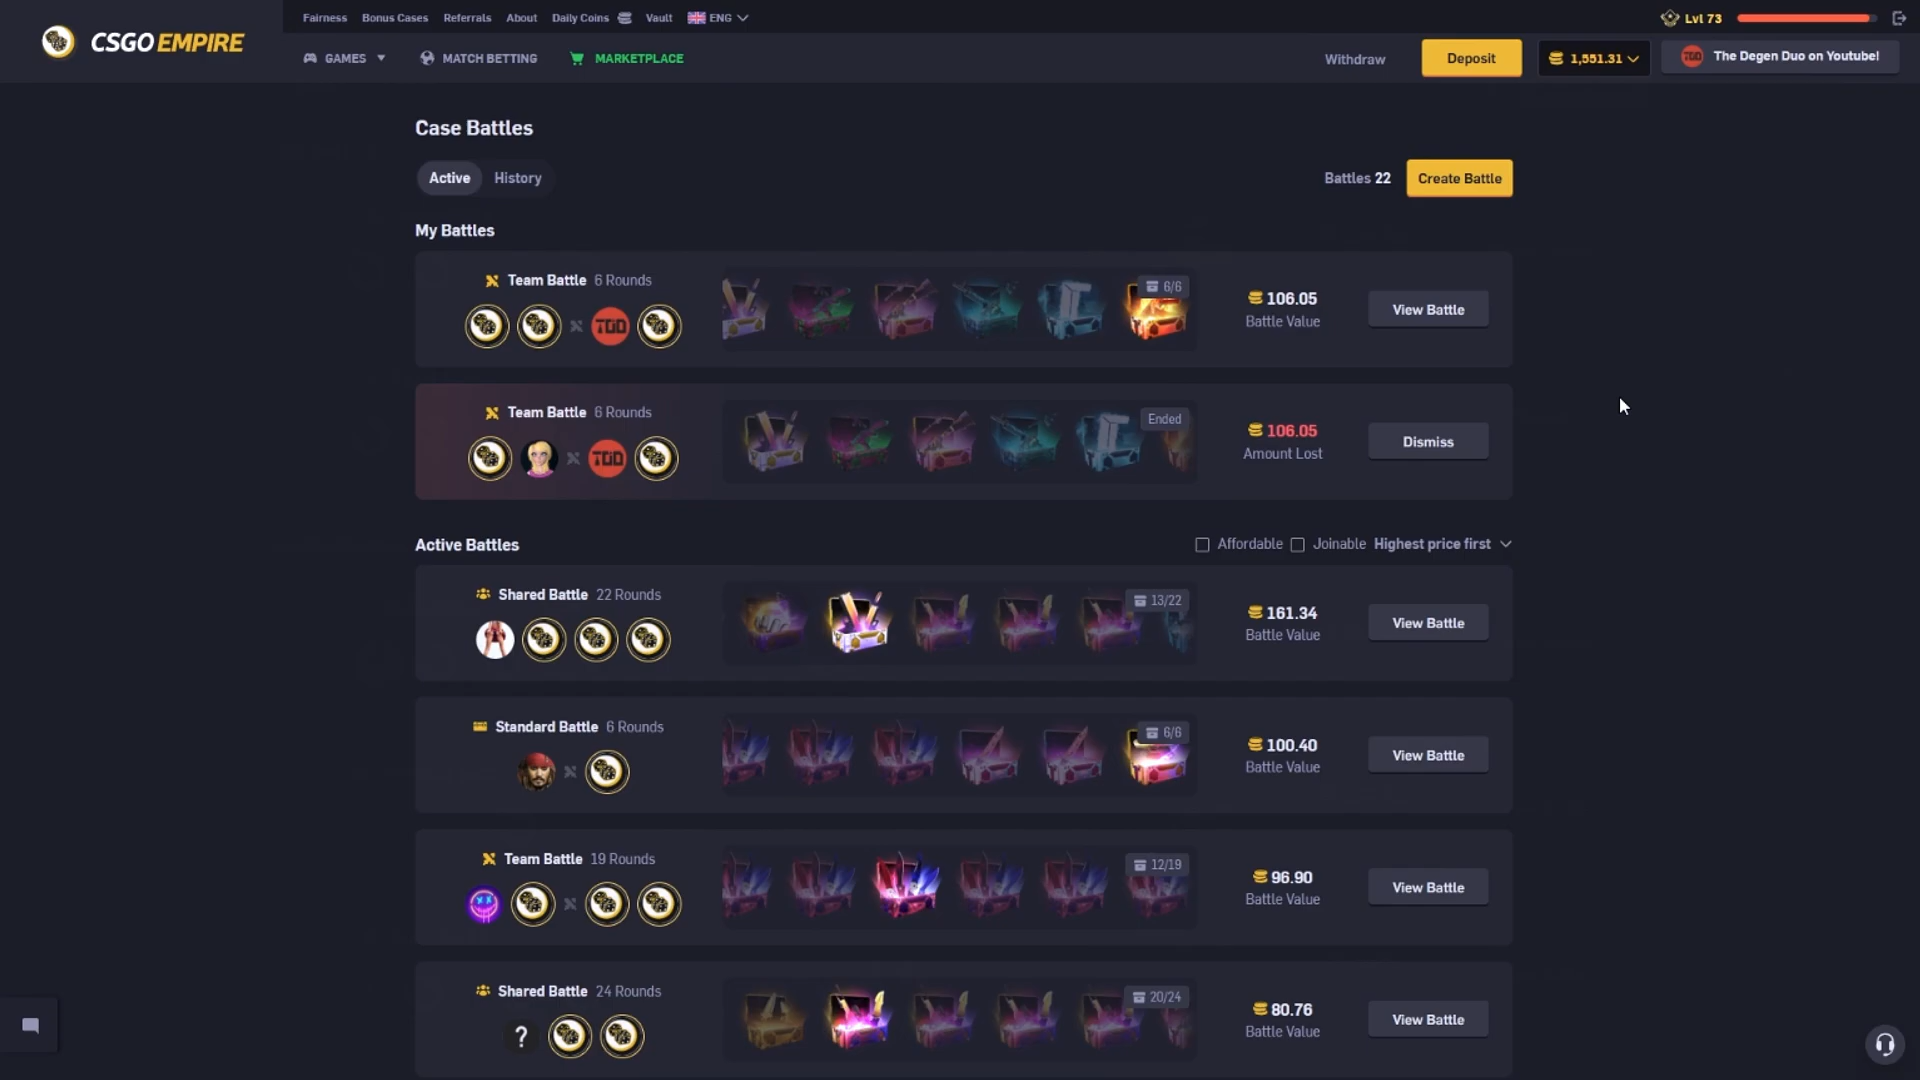 Fairness Bonus Cases Referrals About Daily Coins Vault ENG
Lvl 73
CSGOEMPIRE
GAMES MATCH BETTING MARKETPLACE
Withdraw Deposit 1,551.31 TGD The Degen Duo on Youtube!
Case Battles
Active History
Battles 22 Create Battle
My Battles
Team Battle 6 Rounds
TGD
6/6
106.05
Battle Value
View Battle
Team Battle 6 Rounds
TGD
Ended
106.05
Amount Lost
Dismiss
Active Battles
Affordable Joinable Highest price first
Shared Battle 22 Rounds
13/22
161.34
Battle Value
View Battle
Standard Battle 6 Rounds
6/6
100.40
Battle Value
View Battle
Team Battle 19 Rounds
12/19
96.90
Battle Value
View Battle
Shared Battle 24 Rounds
?
20/24
80.76
Battle Value
View Battle